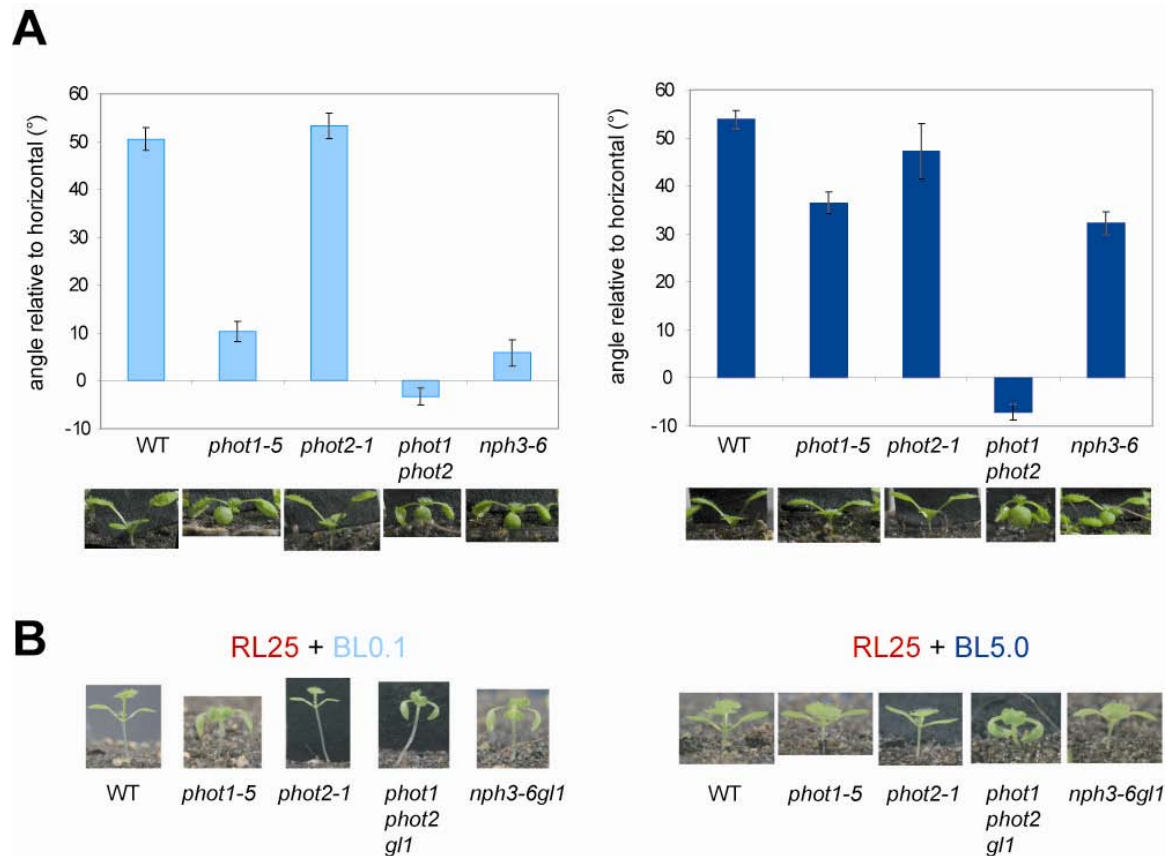 A
angle relative to horizontal (°)
60
50
40
30
20
10
0
-10
WT
phot1-5
phot2-1
phot1
phot2
nph3-6
angle relative to horizontal (°)
60
50
40
30
20
10
0
-10
WT
phot1-5
phot2-1
phot1
phot2
nph3-6
B
RL25 + BL0.1
WT
phot1-5
phot2-1
phot1
phot2
gl1
nph3-6gl1
RL25 + BL5.0
WT
phot1-5
phot2-1
phot1
phot2
gl1
nph3-6gl1